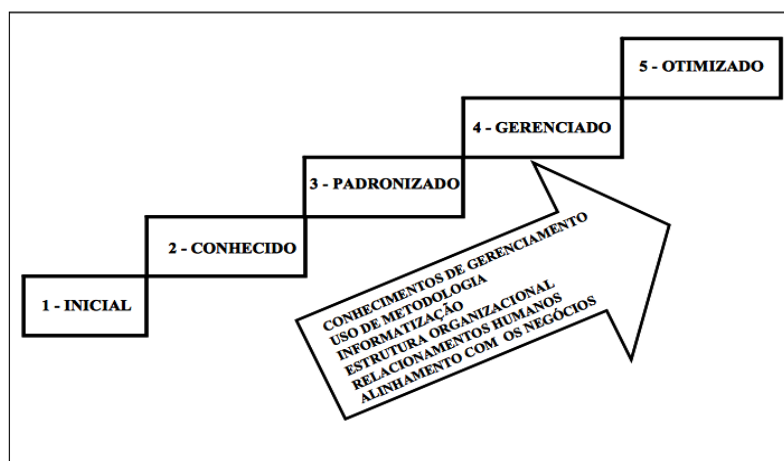 5 - OTIMIZADO
4 - GERENCIADO
3 - PADRONIZADO
2 - CONHECIDO
1 - INICIAL
CONHECIMENTOS DE GERENCIAMENTO
USO DE METODOLOGIA
INFORMATIZAÇÃO
ESTRUTURA ORGANIZACIONAL
RELACIONAMENTOS HUMANOS
ALINHAMENTO COM OS NEGÓCIOS